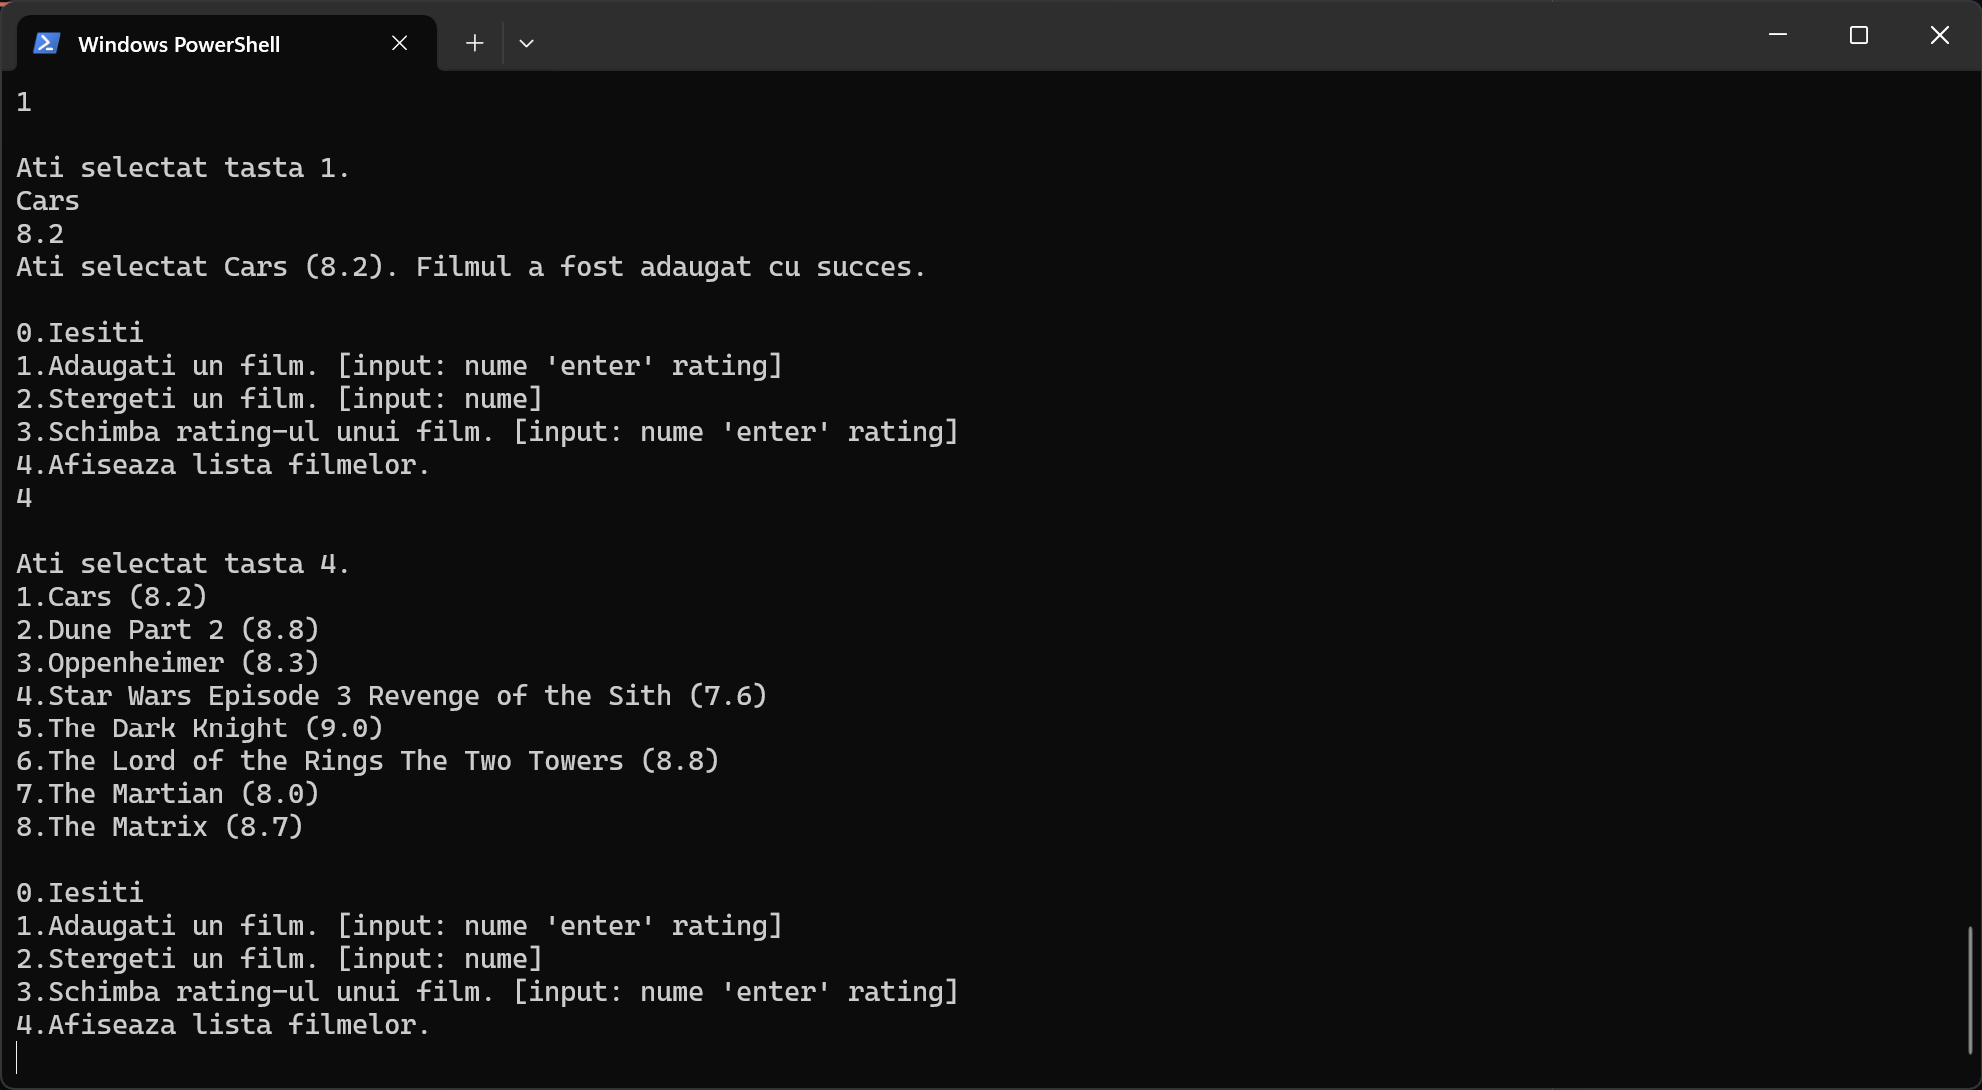 Windows PowerShell
1
Ati selectat tasta 1.
Cars
8.2
Ati selectat Cars (8.2). Filmul a fost adaugat cu succes.
0.Iesiti
1.Adaugati un film. [input: nume 'enter' rating]
2.Stergeti un film. [input: nume]
3.Schimba rating-ul unui film. [input: nume 'enter' rating]
4.Afiseaza lista filmelor.
4
Ati selectat tasta 4.
1.Cars (8.2)
2.Dune Part 2 (8.8)
3.Oppenheimer (8.3)
4.Star Wars Episode 3 Revenge of the Sith (7.6)
5.The Dark Knight (9.0)
6.The Lord of the Rings The Two Towers (8.8)
7.The Martian (8.0)
8.The Matrix (8.7)
0.Iesiti
1.Adaugati un film. [input: nume 'enter' rating]
2.Stergeti un film. [input: nume]
3.Schimba rating-ul unui film. [input: nume 'enter' rating]
4.Afiseaza lista filmelor.